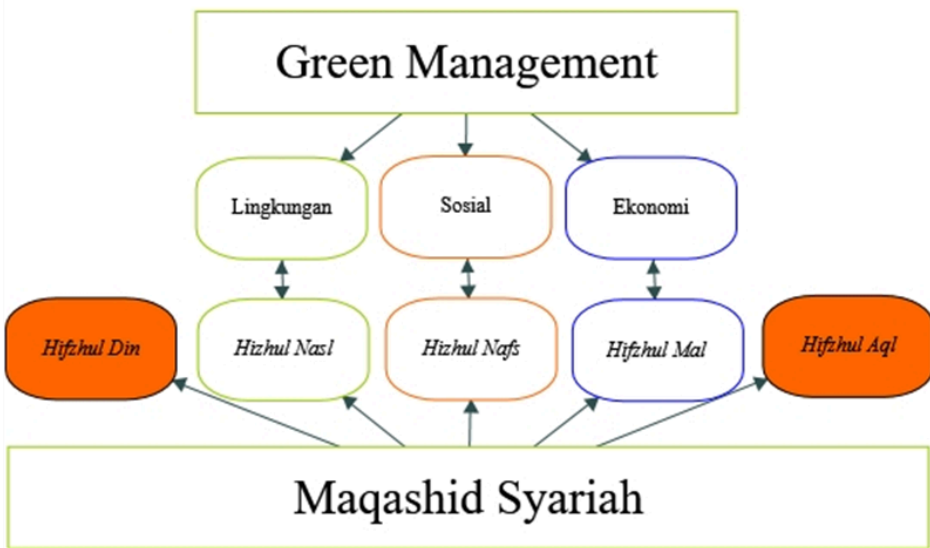 Green Management
Lingkungan
Sosial
Ekonomi
Hifzhul Din
Hizhul Nasl
Hizhul Nafs
Hifzhul Mal
Hifzhul Aql
Maqashid Syariah